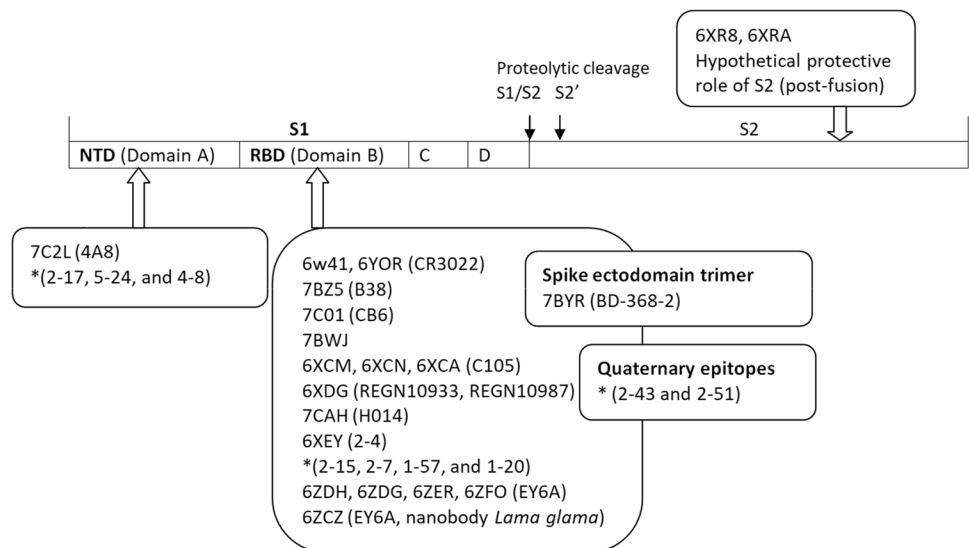 6XR8, 6XRA
Hypothetical protective
role of S2 (post-fusion)
Proteolytic cleavage
S1/S2 S2’
S1 S2
NTD (Domain A) RBD (Domain B) C D
7C2L (4A8)
*(2-17, 5-24, and 4-8)
6w41, 6YOR (CR3022)
7BZ5 (B38)
7C01 (CB6)
7BWJ
6XCM, 6XCN, 6XCA (C105)
6XDG (REGN10933, REGN10987)
7CAH (H014)
6XEY (2-4)
*(2-15, 2-7, 1-57, and 1-20)
6ZDH, 6ZDG, 6ZER, 6ZFO (EY6A)
6ZCZ (EY6A, nanobody Lama glama)
Spike ectodomain trimer
7BYR (BD-368-2)
Quaternary epitopes
* (2-43 and 2-51)